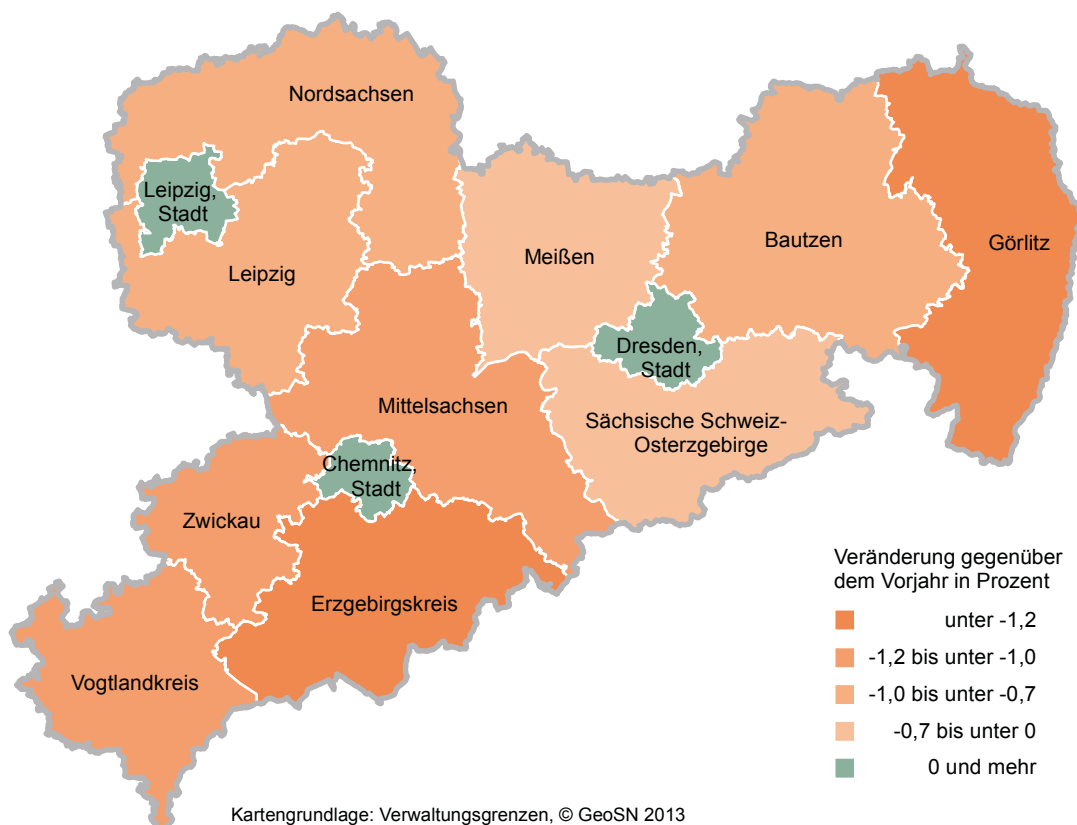 Nordsachsen
Leipzig,
Stadt
Leipzig
Meißen
Bautzen
Görlitz
Dresden,
Stadt
Mittelsachsen
Sächsische Schweiz-
Osterzgebirge
Chemnitz,
Stadt
Zwickau
Erzgebirgskreis
Vogtlandkreis
Veränderung gegenüber
dem Vorjahr in Prozent
unter -1,2
-1,2 bis unter -1,0
-1,0 bis unter -0,7
-0,7 bis unter 0
0 und mehr
Kartengrundlage: Verwaltungsgrenzen, © GeoSN 2013